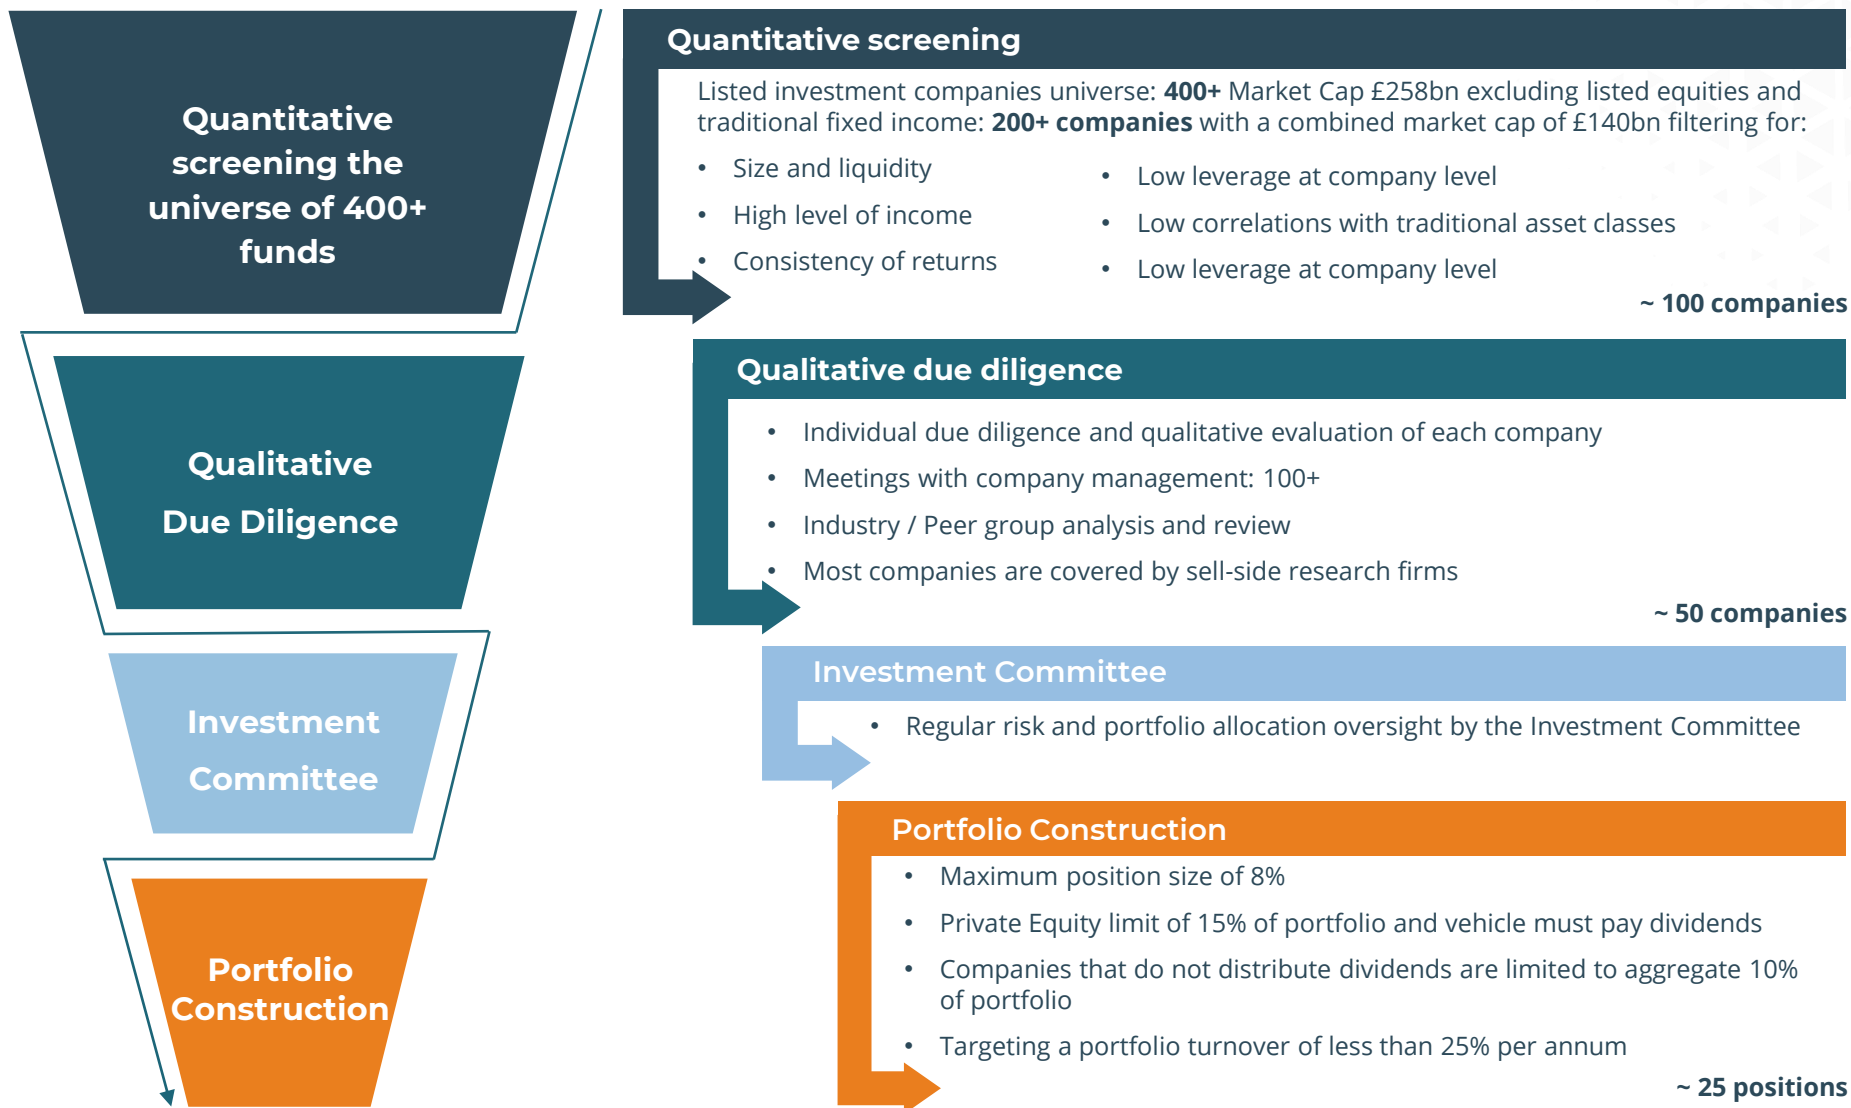 Quantitative
screening the
universe of 400+
funds
Qualitative
Due Diligence
Investment
Committee
Portfolio
Construction
Quantitative screening
Listed investment companies universe: 400+ Market Cap £258bn excluding listed equities and
traditional fixed income: 200+ companies with a combined market cap of £140bn filtering for:
• Size and liquidity
• High level of income
• Consistency of returns
• Low leverage at company level
• Low correlations with traditional asset classes
• Low leverage at company level
~ 100 companies
Qualitative due diligence
• Individual due diligence and qualitative evaluation of each company
• Meetings with company management: 100+
• Industry / Peer group analysis and review
• Most companies are covered by sell-side research firms
~ 50 companies
Investment Committee
• Regular risk and portfolio allocation oversight by the Investment Committee
Portfolio Construction
• Maximum position size of 8%
• Private Equity limit of 15% of portfolio and vehicle must pay dividends
• Companies that do not distribute dividends are limited to aggregate 10%
of portfolio
• Targeting a portfolio turnover of less than 25% per annum
~ 25 positions